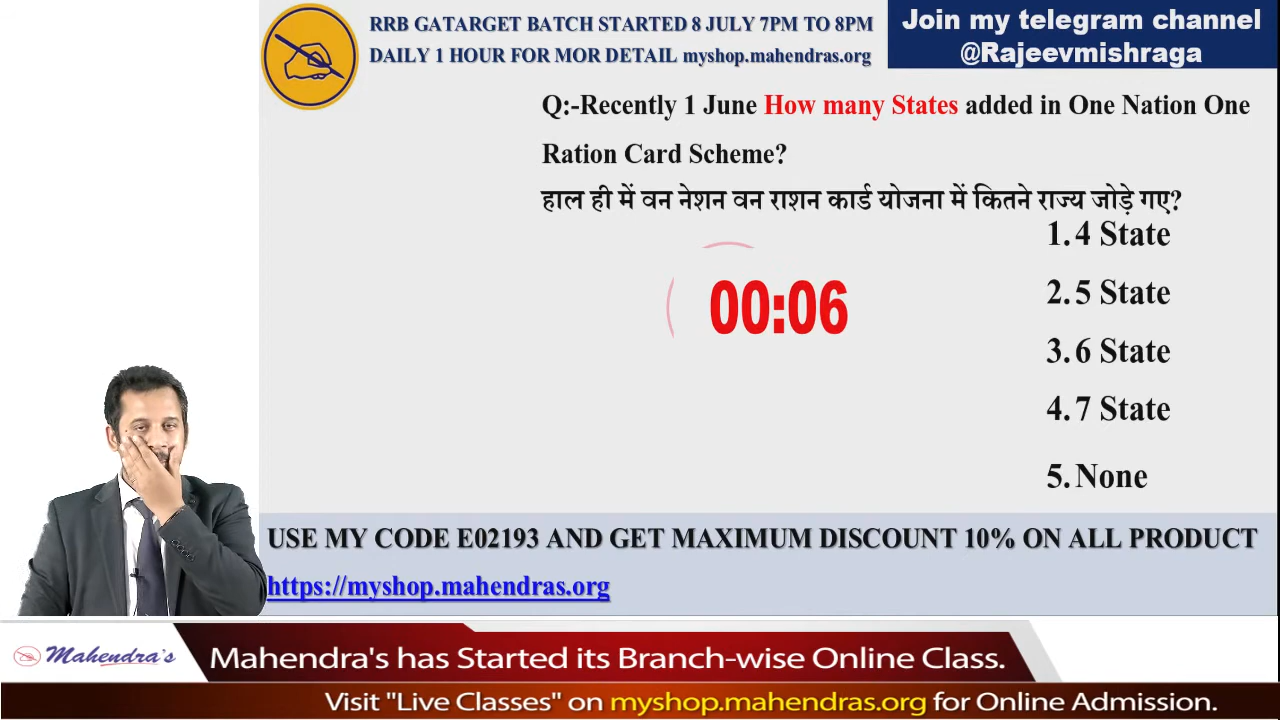 RRB GATARGET BATCH STARTED 8 JULY 7PM TO 8PM
DAILY 1 HOUR FOR MOR DETAIL myshop.mahendras.org
Join my telegram channel
@Rajeevmishraga
Q:-Recently 1 June How many States added in One Nation One
Ration Card Scheme?
हाल ही में वन नेशन वन राशन कार्ड योजना में कितने राज्य जोड़े गए?
1. 4 State
2. 5 State
3. 6 State
4. 7 State
5. None
00:06
USE MY CODE E02193 AND GET MAXIMUM DISCOUNT 10% ON ALL PRODUCT
https://myshop.mahendras.org
Mahendra's
Mahendra's has Started its Branch-wise Online Class.
Visit "Live Classes" on myshop.mahendras.org for Online Admission.